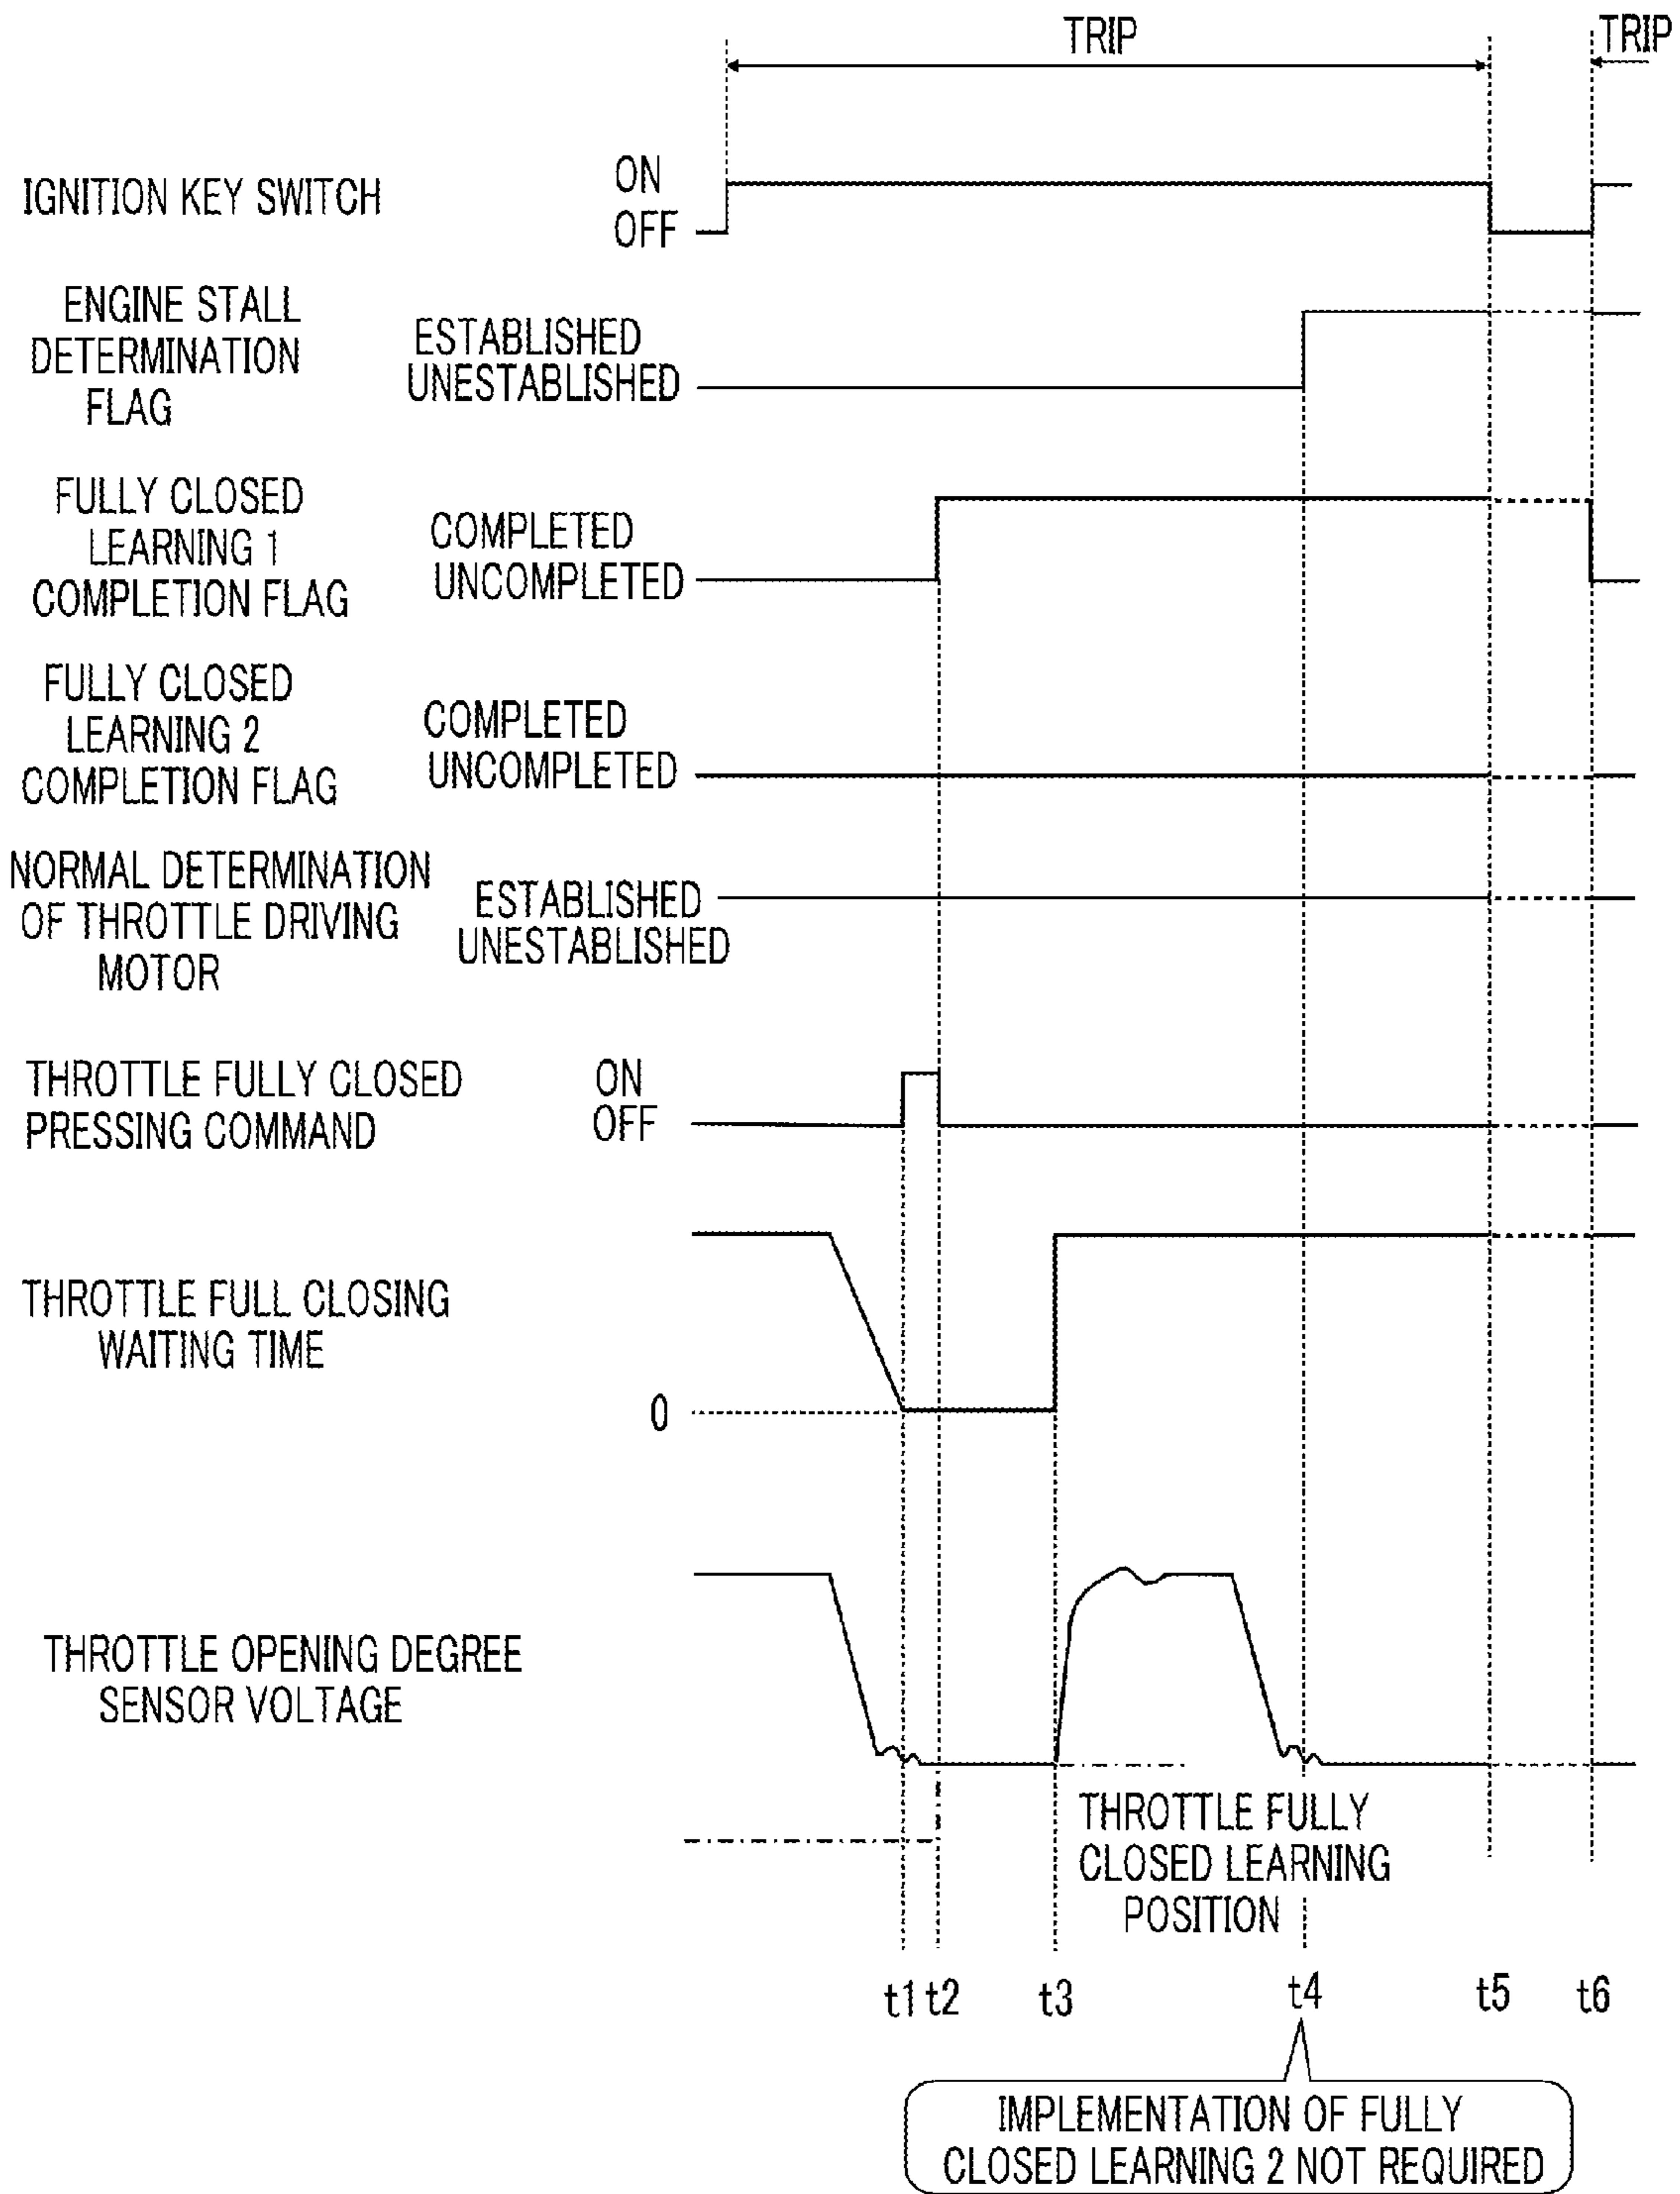 TRIP
TRIP
IGNITION KEY SWITCH
ON
OFF
ENGINE STALL
DETERMINATION
FLAG
ESTABLISHED
UNESTABLISHED
FULLY CLOSED
LEARNING 1
COMPLETION FLAG
COMPLETED
UNCOMPLETED
FULLY CLOSED
LEARNING 2
COMPLETION FLAG
COMPLETED
UNCOMPLETED
NORMAL DETERMINATION
OF THROTTLE DRIVING
MOTOR
ESTABLISHED
UNESTABLISHED
THROTTLE FULLY CLOSED
PRESSING COMMAND
ON
OFF
THROTTLE FULL CLOSING
WAITING TIME
0
THROTTLE OPENING DEGREE
SENSOR VOLTAGE
THROTTLE FULLY
CLOSED LEARNING
POSITION
t1 t2 t3 t4 t5 t6
IMPLEMENTATION OF FULLY
CLOSED LEARNING 2 NOT REQUIRED